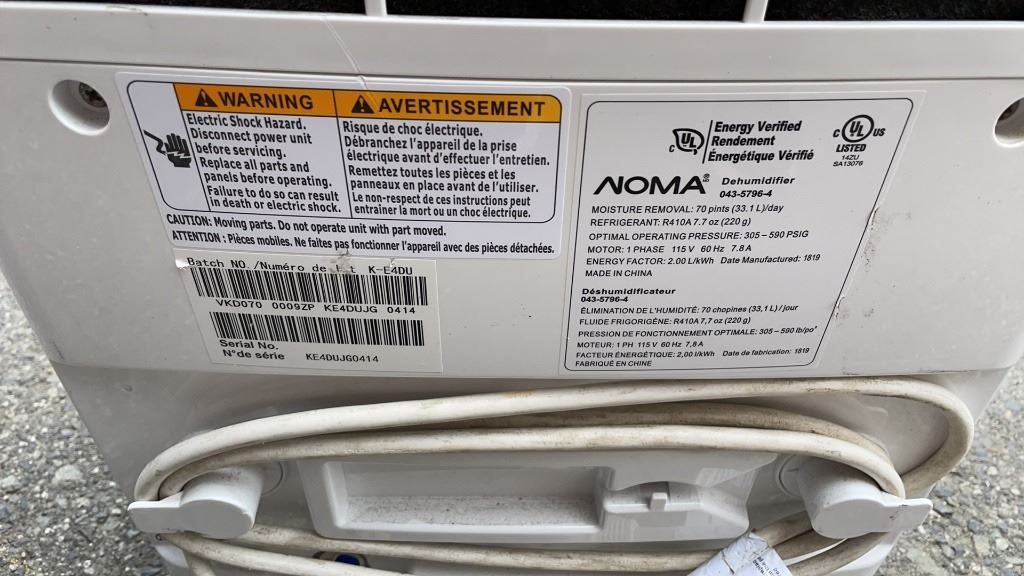 WARNING
Electric Shock Hazard.
Disconnect power unit
before servicing.
Replace all parts and
panels before operating.
Failure to do so can result
in death or electric shock.
AVERTISSEMENT
Risque de choc électrique.
Débranchez l'appareil de la prise
électrique avant d'effectuer l'entretien.
Remettez toutes les pièces et les
panneaux en place avant de l'utiliser.
Le non-respect de ces instructions peut
entraîner la mort ou un choc électrique.
CAUTION: Moving parts. Do not operate unit with part moved.
ATTENTION : Pièces mobiles. Ne faites pas fonctionner l'appareil avec des pièces détachées.
Batch NO./Numéro de K-E4DU
VKD070 0009ZP KE4DUJG 0414
Serial No.
N°de série KE4DUJG0414
C UL
Energy Verified
Rendement
Énergétique Vérifié
C UL US
LISTED
14ZU
SA13076
NOMA® Dehumidifier
043-5796-4
MOISTURE REMOVAL: 70 pints (33.1 L)/day
REFRIGERANT: R410A 7.7 oz (220 g)
OPTIMAL OPERATING PRESSURE: 305 – 590 PSIG
MOTOR: 1 PHASE 115 V 60 Hz 7.8 A
ENERGY FACTOR: 2.00 L/kWh Date Manufactured: 1819
MADE IN CHINA
Déshumidificateur
043-5796-4
ÉLIMINATION DE L'HUMIDITÉ: 70 chopines (33,1 L) / jour
FLUIDE FRIGORIGÈNE: R410A 7,7 oz (220 g)
PRESSION DE FONCTIONNEMENT OPTIMALE: 305 – 590 lb/po²
MOTEUR: 1 PH 115 V 60 Hz 7,8 A
FACTEUR ÉNERGÉTIQUE: 2,00 l/kWh Date de fabrication: 1819
FABRIQUÉ EN CHINE